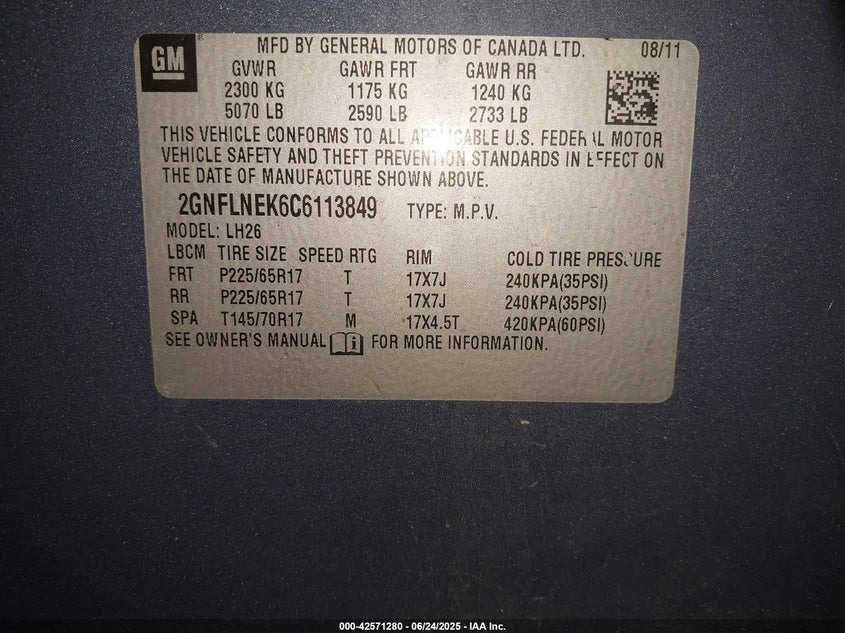 GM
MFD BY GENERAL MOTORS OF CANADA LTD. 08/11
GVWR GAWR FRT GAWR RR
2300 KG 1175 KG 1240 KG
5070 LB 2590 LB 2733 LB
THIS VEHICLE CONFORMS TO ALL APPLICABLE U.S. FEDERAL MOTOR
VEHICLE SAFETY AND THEFT PREVENTION STANDARDS IN EFFECT ON
THE DATE OF MANUFACTURE SHOWN ABOVE.
2GNFLNEK6C6113849 TYPE: M.P.V.
MODEL: LH26
LBCM TIRE SIZE SPEED RTG RIM COLD TIRE PRESSURE
FRT P225/65R17 T 17X7J 240KPA(35PSI)
RR P225/65R17 T 17X7J 240KPA(35PSI)
SPA T145/70R17 M 17X4.5T 420KPA(60PSI)
SEE OWNER'S MANUAL FOR MORE INFORMATION.
000-42571280 - 06/24/2025 - IAA Inc.